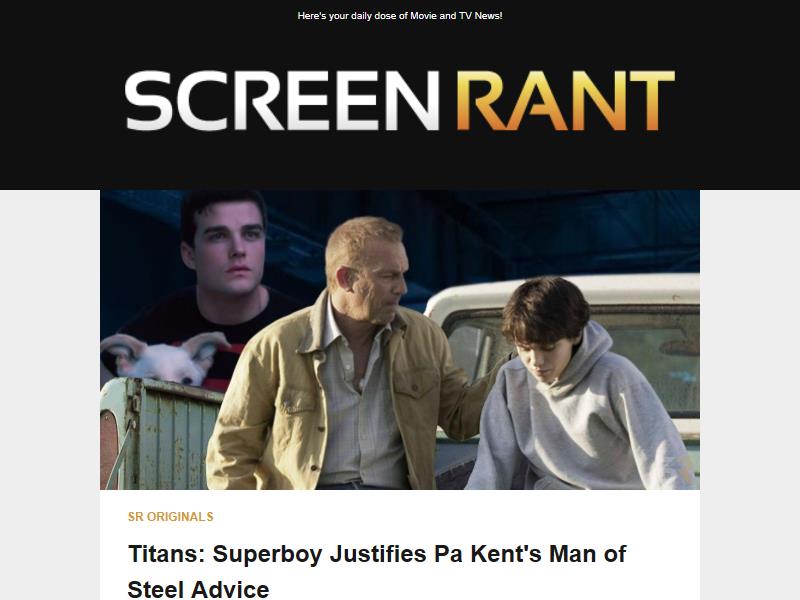 Here's your daily dose of Movie and TV News!
SCREEN RANT
SR ORIGINALS
Titans: Superboy Justifies Pa Kent's Man of
Steel Advice